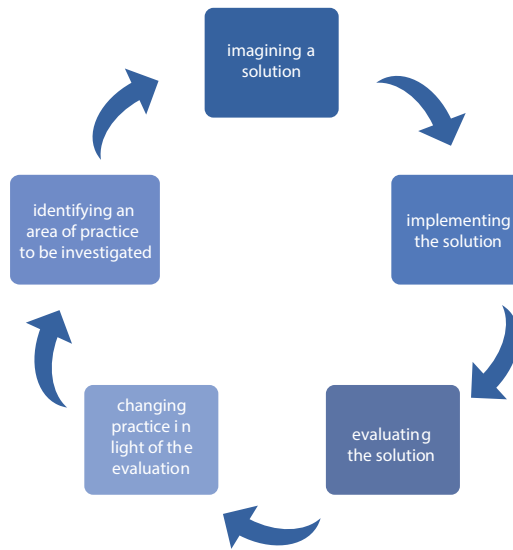 imagining a
solution
implementing
the solution
evaluating
the solution
changing
practice in
light of the
evaluation
identifying an
area of practice
to be investigated